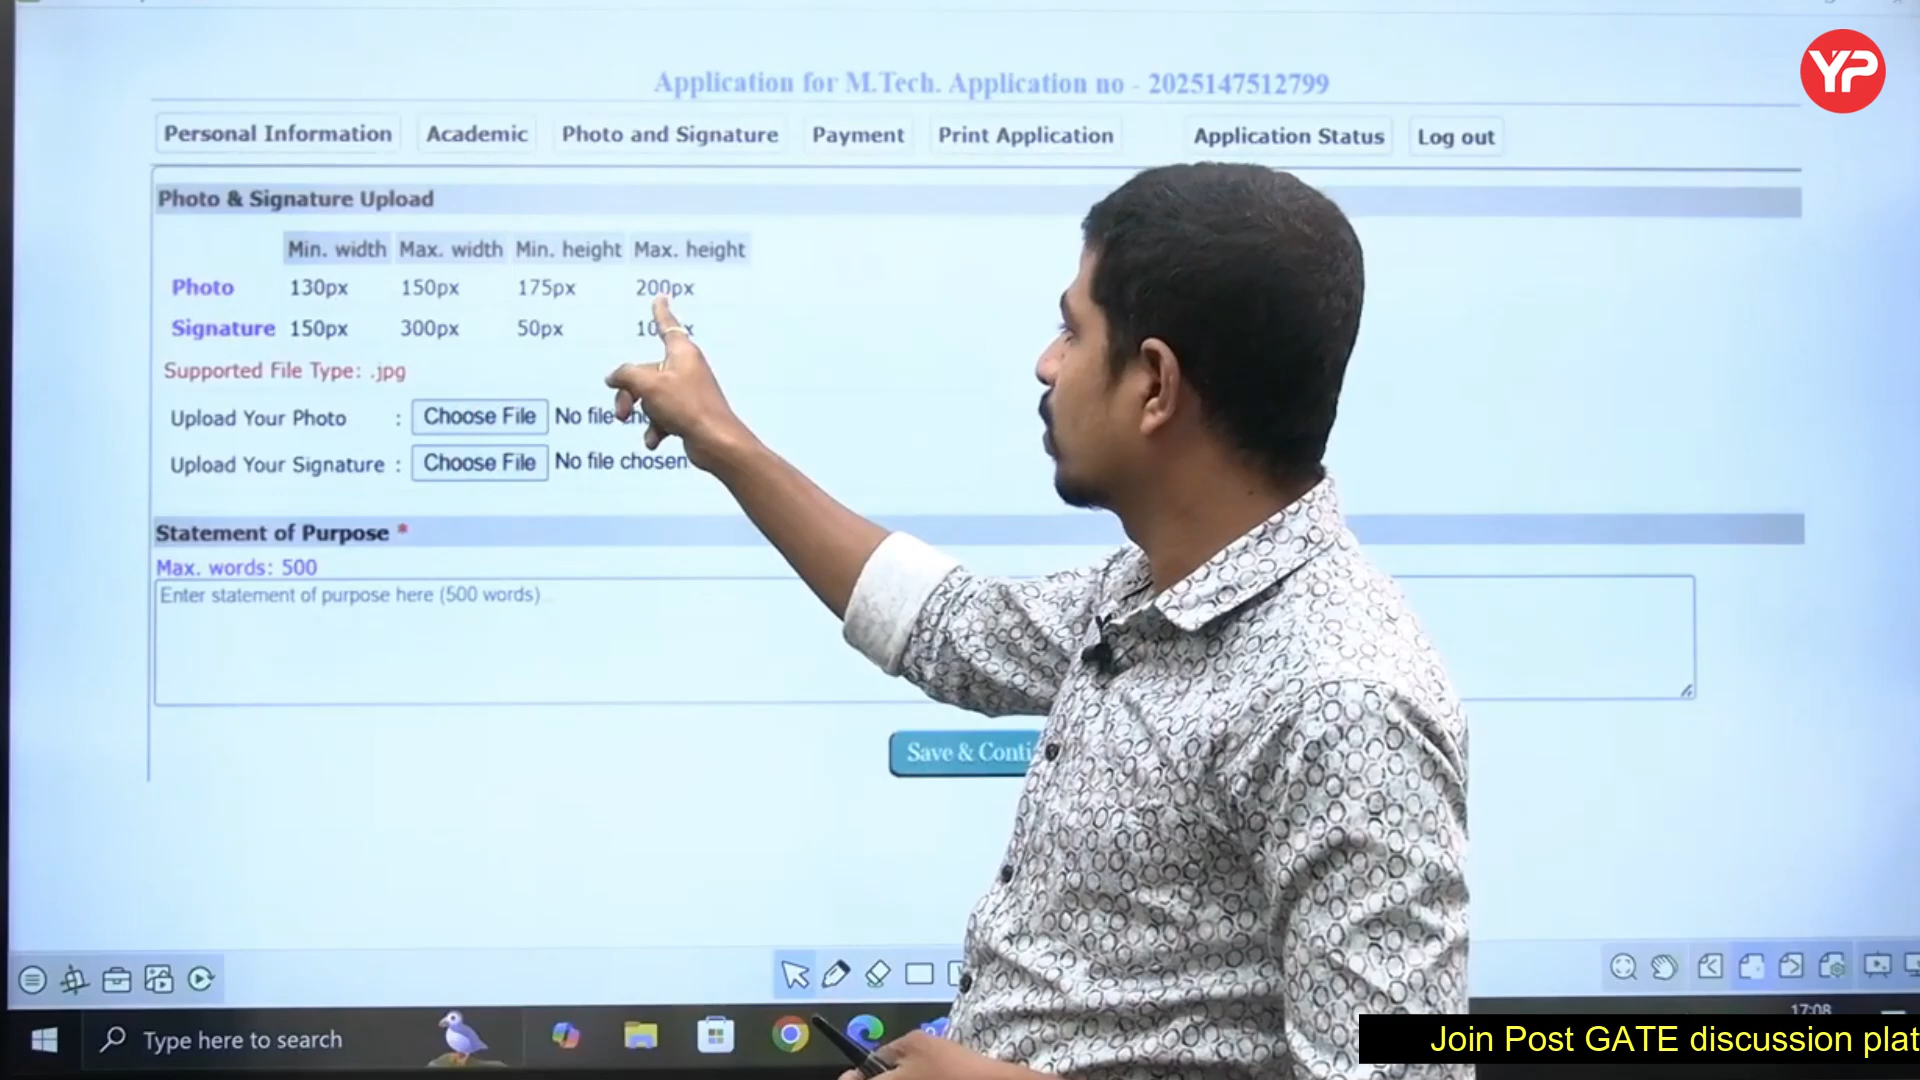 YP
Application for M.Tech. Application no - 2025147512799
Personal Information Academic Photo and Signature Payment Print Application Application Status Log out
Photo & Signature Upload
Min. width Max. width Min. height Max. height
Photo 130px 150px 175px 200px
Signature 150px 300px 50px
Supported File Type: .jpg
Upload Your Photo : Choose File No file
Upload Your Signature : Choose File No file chosen
Statement of Purpose *
Max. words: 500
Enter statement of purpose here (500 words)
Save &
17:08
Type here to search
Join Post GATE discussion plat